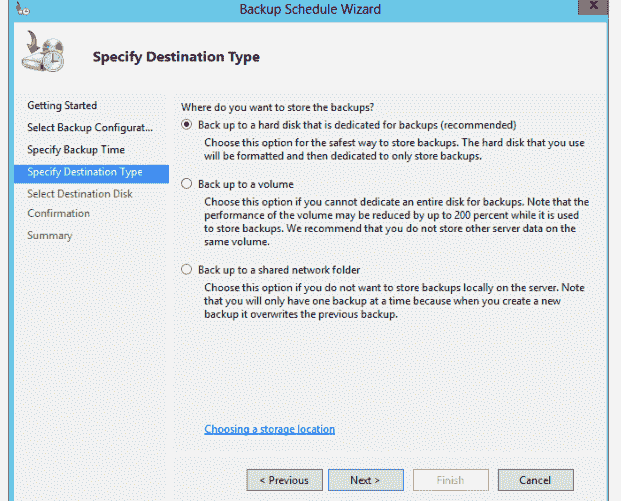 Backup Schedule Wizard
x
Specify Destination Type
Getting Started
Select Backup Configurat...
Specify Backup Time
Specify Destination Type
Select Destination Disk
Confirmation
Summary
Where do you want to store the backups?
Back up to a hard disk that is dedicated for backups (recommended)
Choose this option for the safest way to store backups. The hard disk that you use
will be formatted and then dedicated to only store backups.
Back up to a volume
Choose this option if you cannot dedicate an entire disk for backups. Note that the
performance of the volume may be reduced by up to 200 percent while it is used
to store backups. We recommend that you do not store other server data on the
same volume.
Back up to a shared network folder
Choose this option if you do not want to store backups locally on the server. Note
that you will only have one backup at a time because when you create a new
backup it overwrites the previous backup.
Choosing a storage location
< Previous
Next >
Finish
Cancel